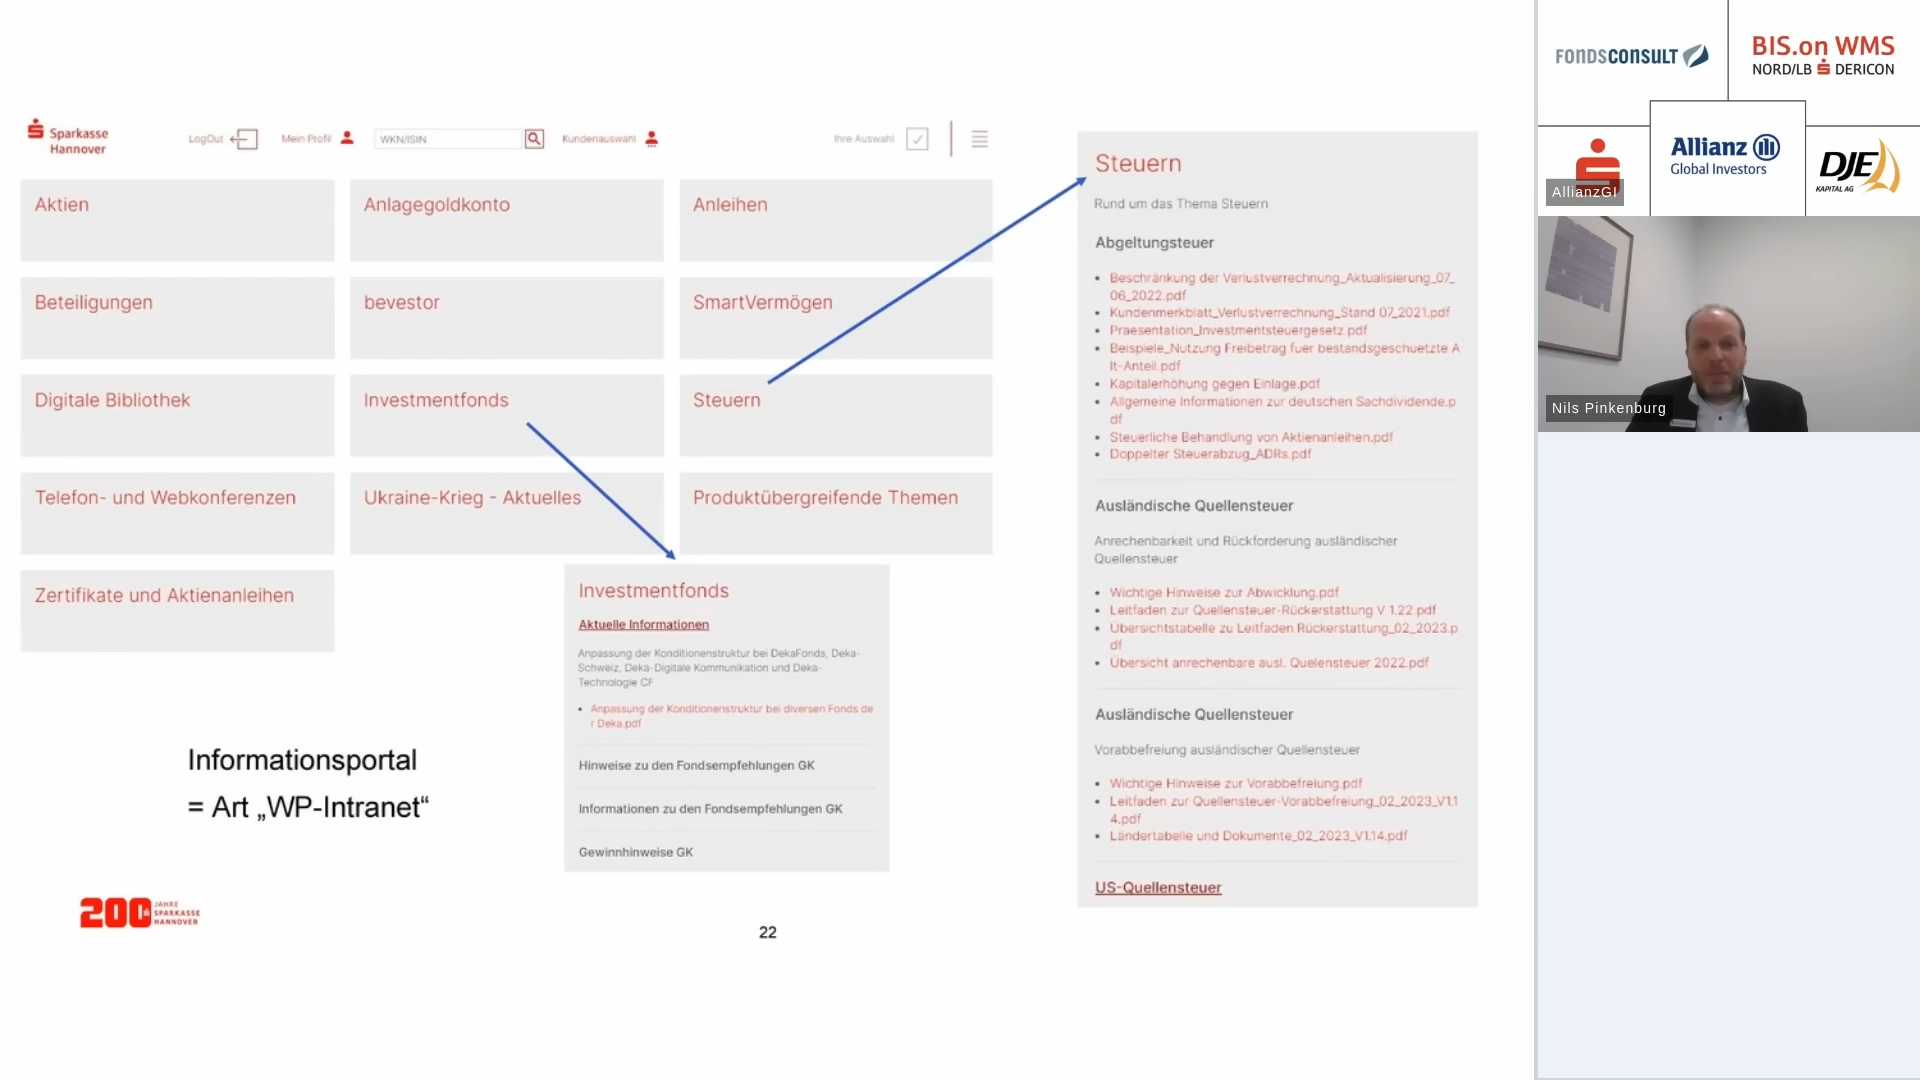 Sparkasse
Hannover
LogOut
Mein Profil
WKN/ISIN
Kundenauswahl
Ihre Auswahl
Aktien
Anlagegoldkonto
Anleihen
Beteiligungen
bevestor
SmartVermögen
Digitale Bibliothek
Investmentfonds
Steuern
Telefon- und Webkonferenzen
Ukraine-Krieg - Aktuelles
Produktübergreifende Themen
Zertifikate und Aktienanleihen
Investmentfonds
Aktuelle Informationen
Anpassung der Konditionenstruktur bei DekaFonds, Deka-
Schweiz, Deka-Digitale Kommunikation und Deka-
Technologie CF
• Anpassung der Konditionenstruktur bei diversen Fonds de
r Deka.pdf
Hinweise zu den Fondsempfehlungen GK
Informationen zu den Fondsempfehlungen GK
Gewinnhinweise GK
Informationsportal
= Art „WP-Intranet“
200 JAHRE
SPARKASSE
HANNOVER
22
Steuern
Rund um das Thema Steuern
Abgeltungsteuer
• Beschränkung der Verlustverrechnung_Aktualisierung_07_
06_2022.pdf
• Kundenmerkblatt_Verlustverrechnung_Stand 07_2021.pdf
• Praesentation_Investmentsteuergesetz.pdf
• Beispiele_Nutzung Freibetrag fuer bestandsgeschuetzte A
lt-Anteil.pdf
• Kapitalerhöhung gegen Einlage.pdf
• Allgemeine Informationen zur deutschen Sachdividende.p
df
• Steuerliche Behandlung von Aktienanleihen.pdf
• Doppelter Steuerabzug_ADRs.pdf
Ausländische Quellensteuer
Anrechenbarkeit und Rückforderung ausländischer
Quellensteuer
• Wichtige Hinweise zur Abwicklung.pdf
• Leitfaden zur Quellensteuer-Rückerstattung V 1.22.pdf
• Übersichtstabelle zu Leitfaden Rückerstattung_02_2023.p
df
• Übersicht anrechenbare ausl. Quelensteuer 2022.pdf
Ausländische Quellensteuer
Vorabbefreiung ausländischer Quellensteuer
• Wichtige Hinweise zur Vorabbefreiung.pdf
• Leitfaden zur Quellensteuer-Vorabbefreiung_02_2023_V1.1
4.pdf
• Ländertabelle und Dokumente_02_2023_V1.14.pdf
US-Quellensteuer
FONDSCONSULT
BIS.on WMS
NORD/LB DERICON
AllianzGI
Allianz
Global Investors
DJE
KAPITAL AG
Nils Pinkenburg